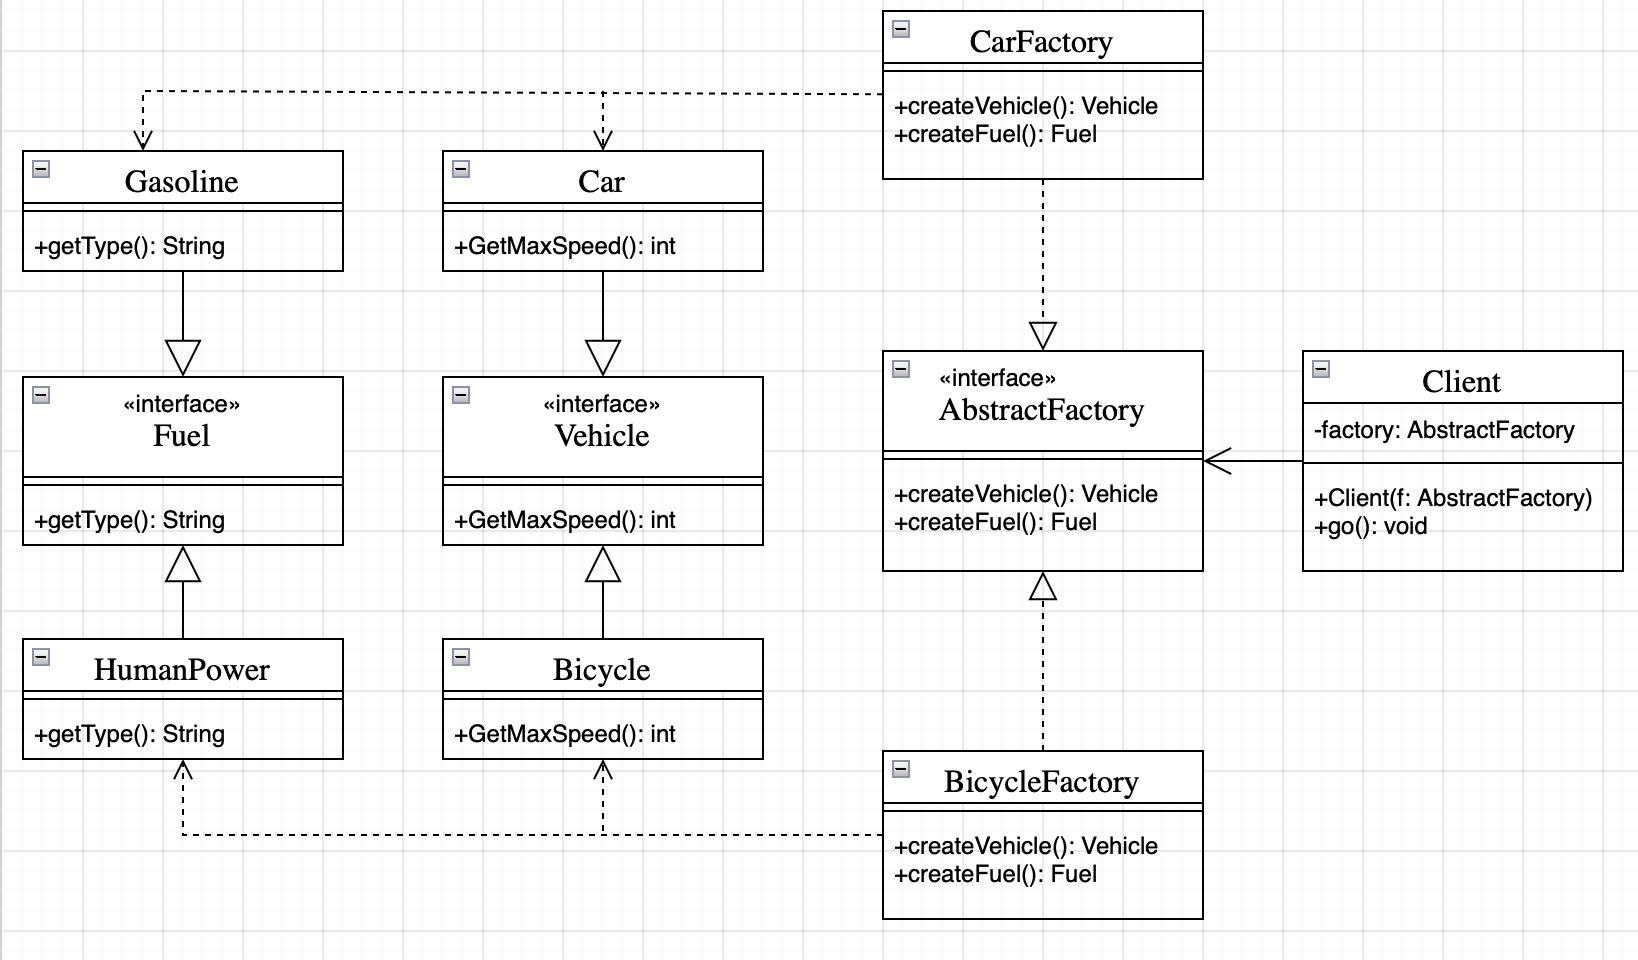 CarFactory
+createVehicle(): Vehicle
+createFuel(): Fuel
Gasoline
+getType(): String
Car
+GetMaxSpeed(): int
«interface»
Fuel
+getType(): String
«interface»
Vehicle
+GetMaxSpeed(): int
«interface»
AbstractFactory
+createVehicle(): Vehicle
+createFuel(): Fuel
Client
-factory: AbstractFactory
+Client(f: AbstractFactory)
+go(): void
HumanPower
+getType(): String
Bicycle
+GetMaxSpeed(): int
BicycleFactory
+createVehicle(): Vehicle
+createFuel(): Fuel